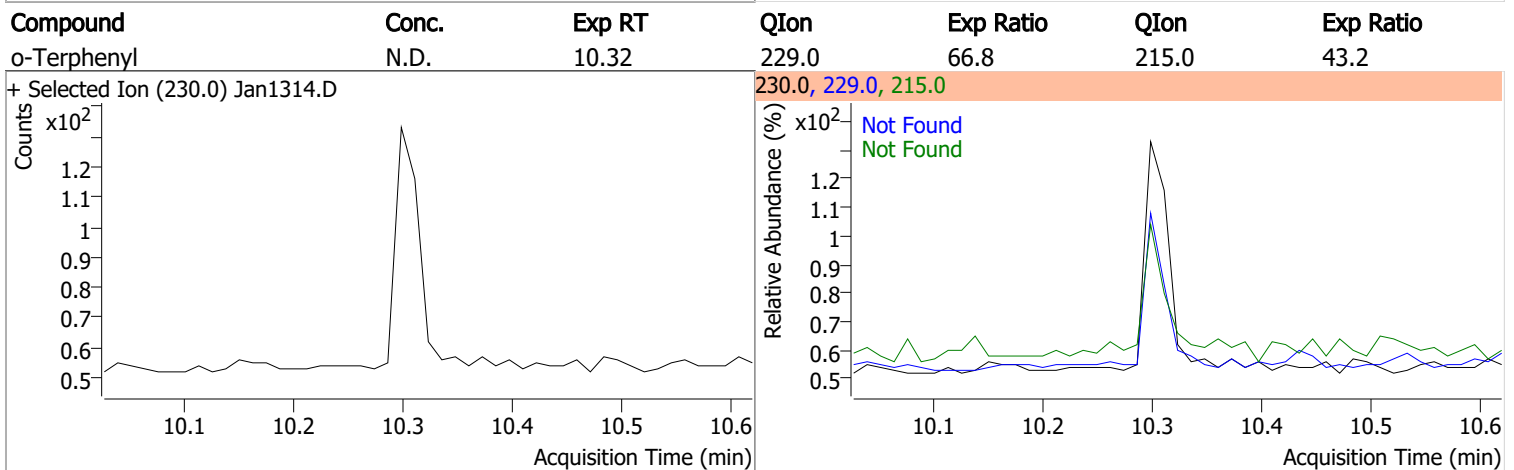 Compound Conc. Exp RT QIon Exp Ratio QIon Exp Ratio
o-Terphenyl N.D. 10.32 229.0 66.8 215.0 43.2
+ Selected Ion (230.0) Jan1314.D
Counts
x10²
1.2
1.1
1
0.9
0.8
0.7
0.6
0.5
10.1 10.2 10.3 10.4 10.5 10.6
Acquisition Time (min)
230.0, 229.0, 215.0
Relative Abundance (%)
x10²
Not Found
Not Found
1.2
1.1
1
0.9
0.8
0.7
0.6
0.5
10.1 10.2 10.3 10.4 10.5 10.6
Acquisition Time (min)